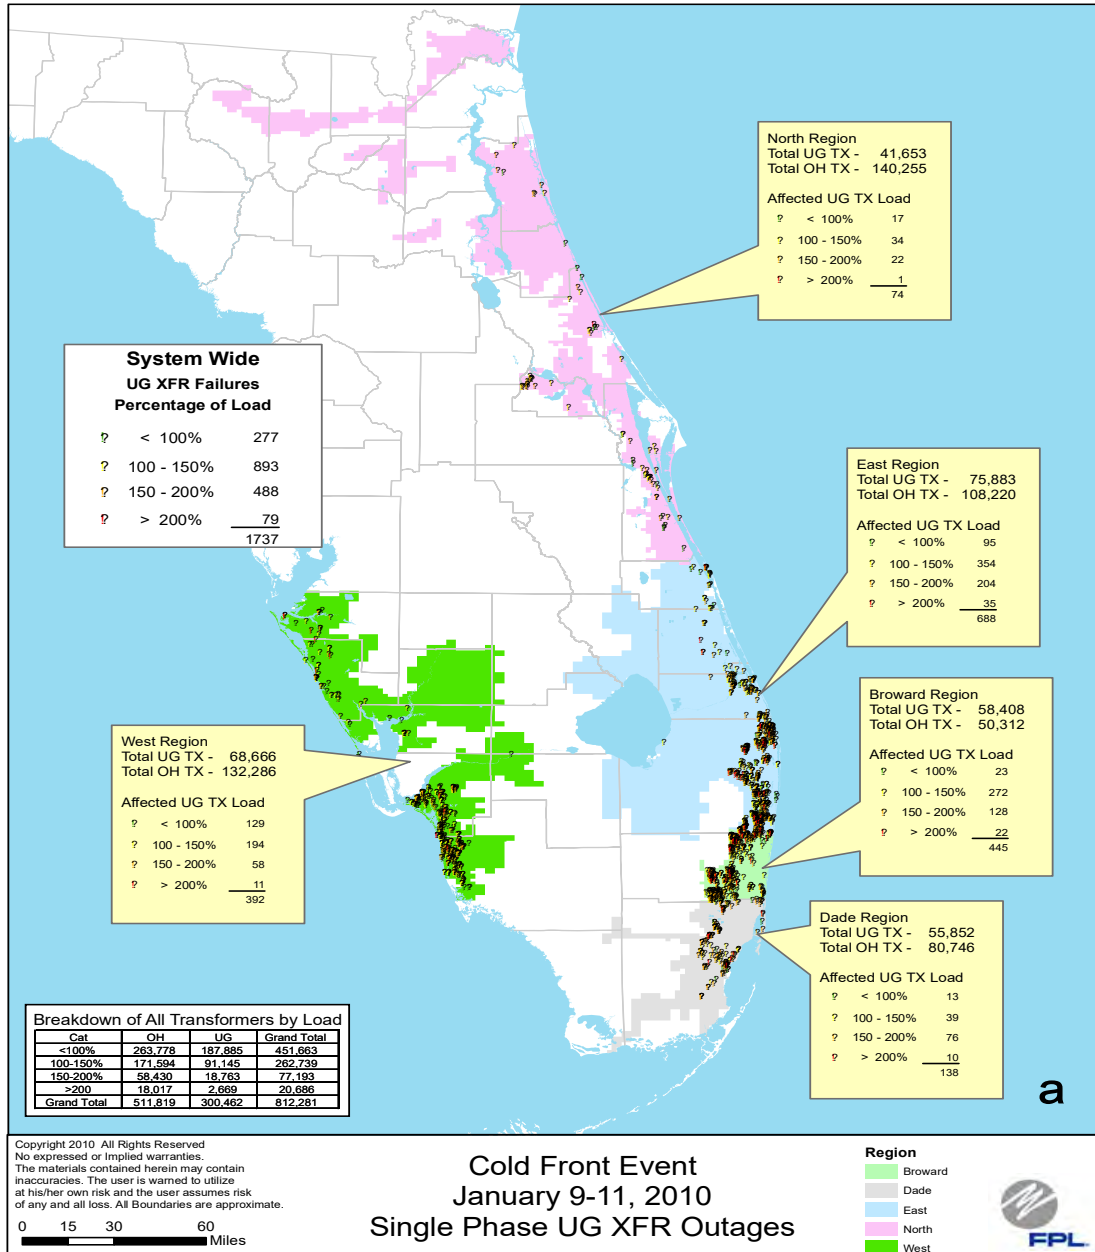 North Region
Total UG TX - 41,653
Total OH TX - 140,255
Affected UG TX Load
? < 100% 17
? 100 - 150% 34
? 150 - 200% 22
? > 200% 1
74
System Wide
UG XFR Failures
Percentage of Load
? < 100% 277
? 100 - 150% 893
? 150 - 200% 488
? > 200% 79
1737
East Region
Total UG TX - 75,883
Total OH TX - 108,220
Affected UG TX Load
? < 100% 95
? 100 - 150% 354
? 150 - 200% 204
? > 200% 35
688
Broward Region
Total UG TX - 58,408
Total OH TX - 50,312
Affected UG TX Load
? < 100% 23
? 100 - 150% 272
? 150 - 200% 128
? > 200% 22
445
West Region
Total UG TX - 68,666
Total OH TX - 132,286
Affected UG TX Load
? < 100% 129
? 100 - 150% 194
? 150 - 200% 58
? > 200% 11
392
Dade Region
Total UG TX - 55,852
Total OH TX - 80,746
Affected UG TX Load
? < 100% 13
? 100 - 150% 39
? 150 - 200% 76
? > 200% 10
138
Breakdown of All Transformers by Load
Cat OH UG Grand Total
<100% 263,778 187,885 451,663
100-150% 171,594 91,145 262,739
150-200% 58,430 18,763 77,193
>200 18,017 2,669 20,686
Grand Total 511,819 300,462 812,281
a
Copyright 2010 All Rights Reserved
No expressed or Implied warranties.
The materials contained herein may contain
inaccuracies. The user is warned to utilize
at his/her own risk and the user assumes risk
of any and all loss. All Boundaries are approximate.
0 15 30 60
Miles
Cold Front Event
January 9-11, 2010
Single Phase UG XFR Outages
Region
Broward
Dade
East
North
West
FPL